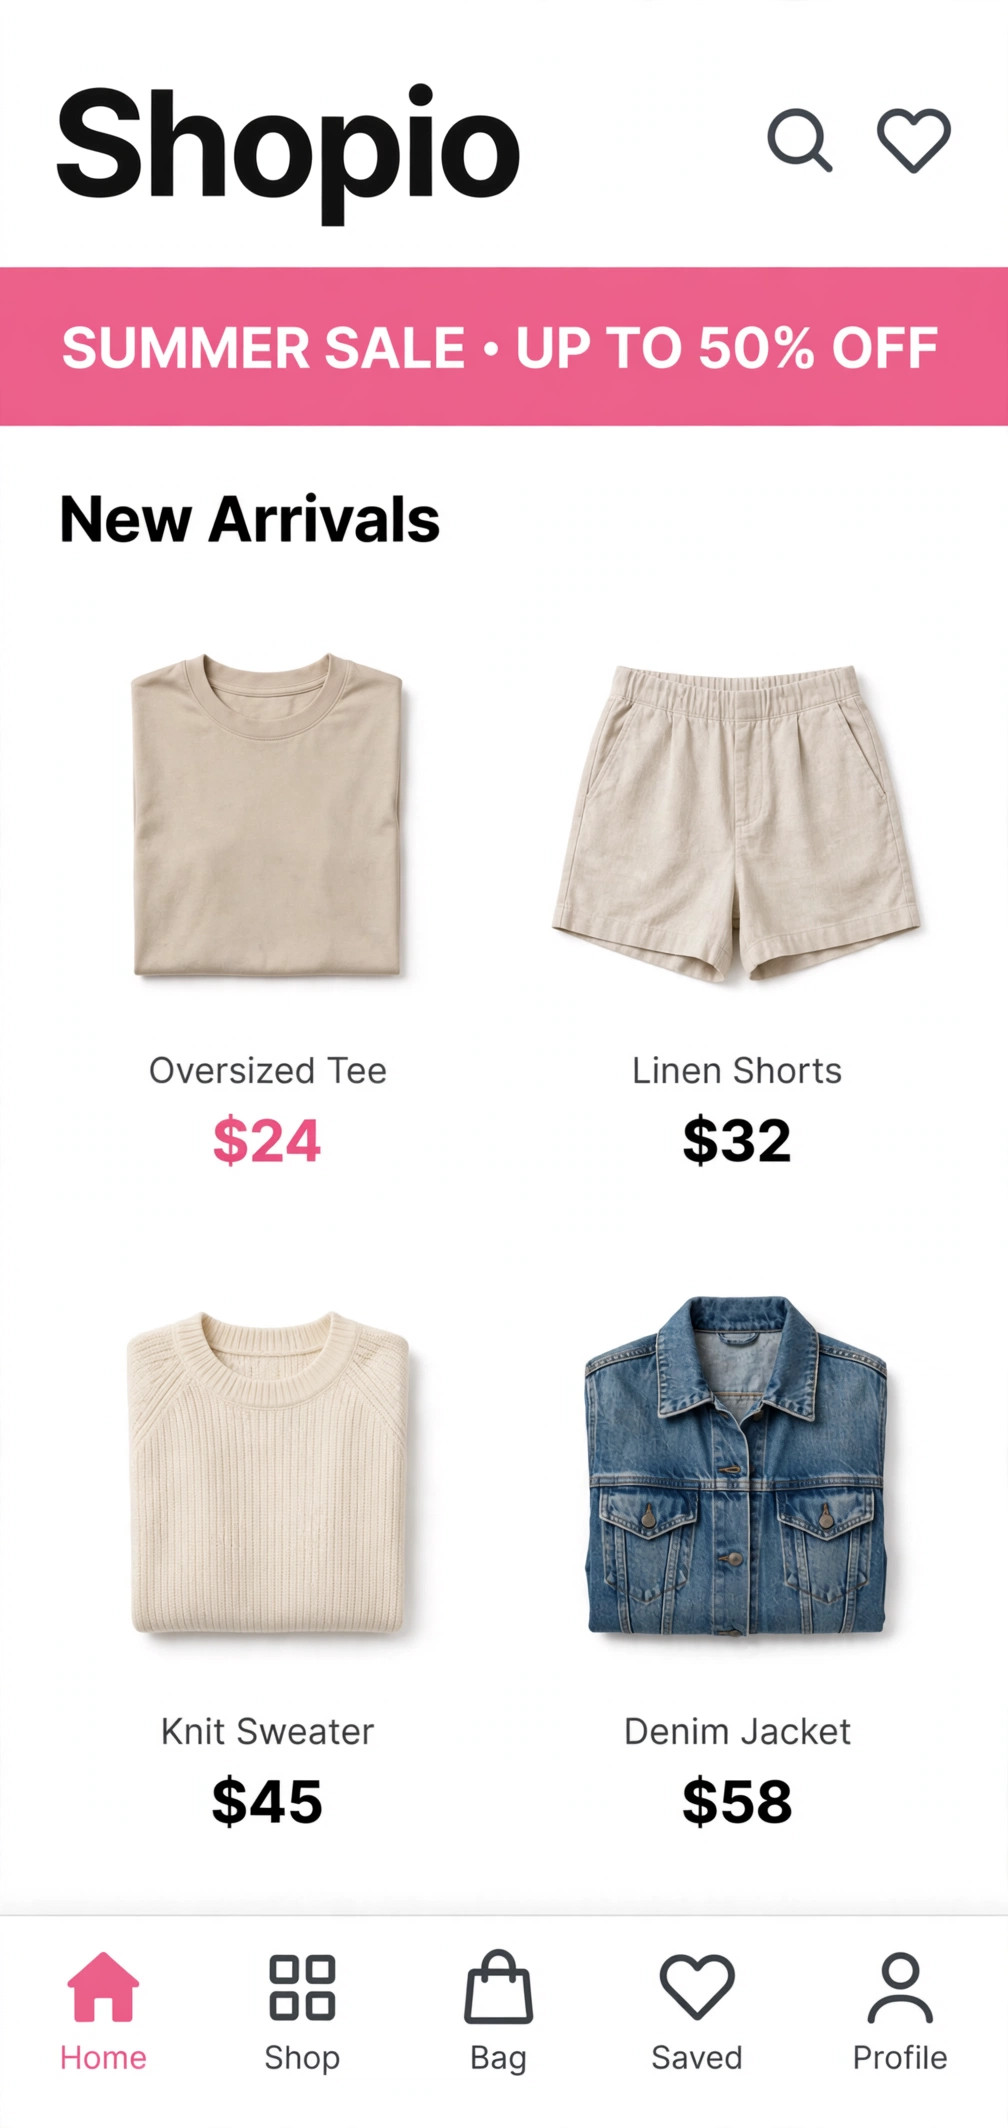 Shopio
SUMMER SALE • UP TO 50% OFF
New Arrivals
Oversized Tee
$24
Linen Shorts
$32
Knit Sweater
$45
Denim Jacket
$58
Home
Shop
Bag
Saved
Profile